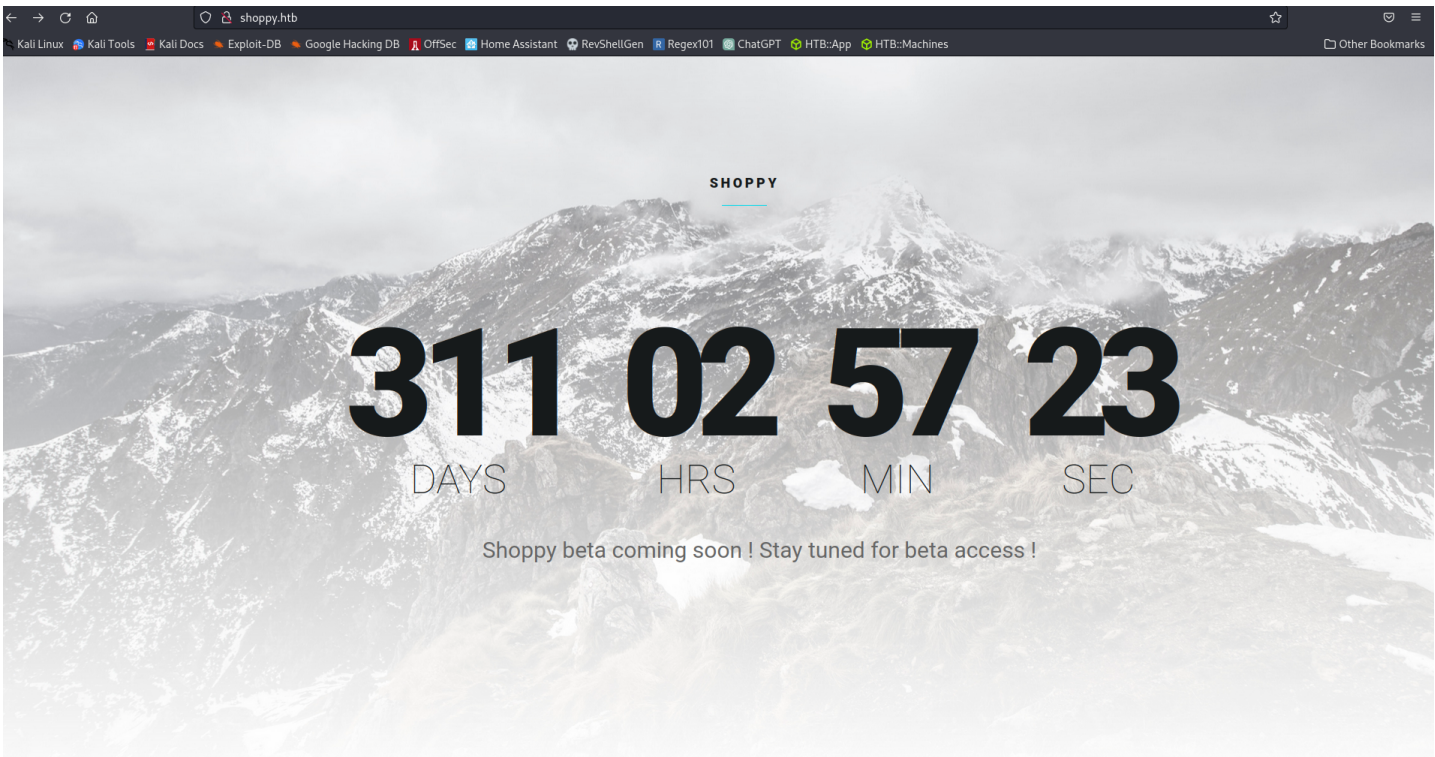 shoppy.htb
Kali Linux Kali Tools Kali Docs Exploit-DB Google Hacking DB OffSec Home Assistant RevShellGen Regex101 ChatGPT HTB::App HTB::Machines Other Bookmarks
SHOPPY
311 02 57 23
DAYS HRS MIN SEC
Shoppy beta coming soon ! Stay tuned for beta access !